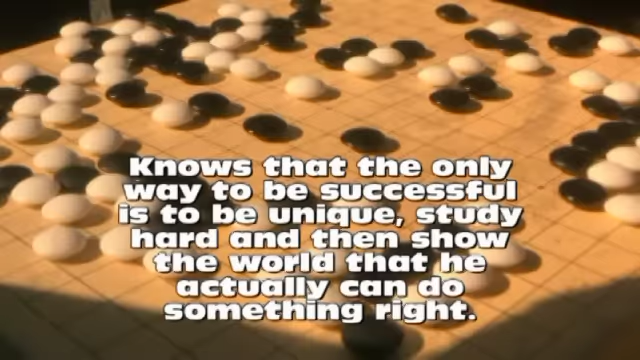 Knows that the only
way to be successful
is to be unique, study
hard and then show
the world that he
actually can do
something right.